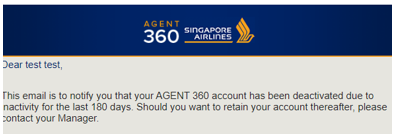 AGENT
360 SINGAPORE
AIRLINES
Dear test test,
This email is to notify you that your AGENT 360 account has been deactivated due to
inactivity for the last 180 days. Should you want to retain your account thereafter, please
contact your Manager.